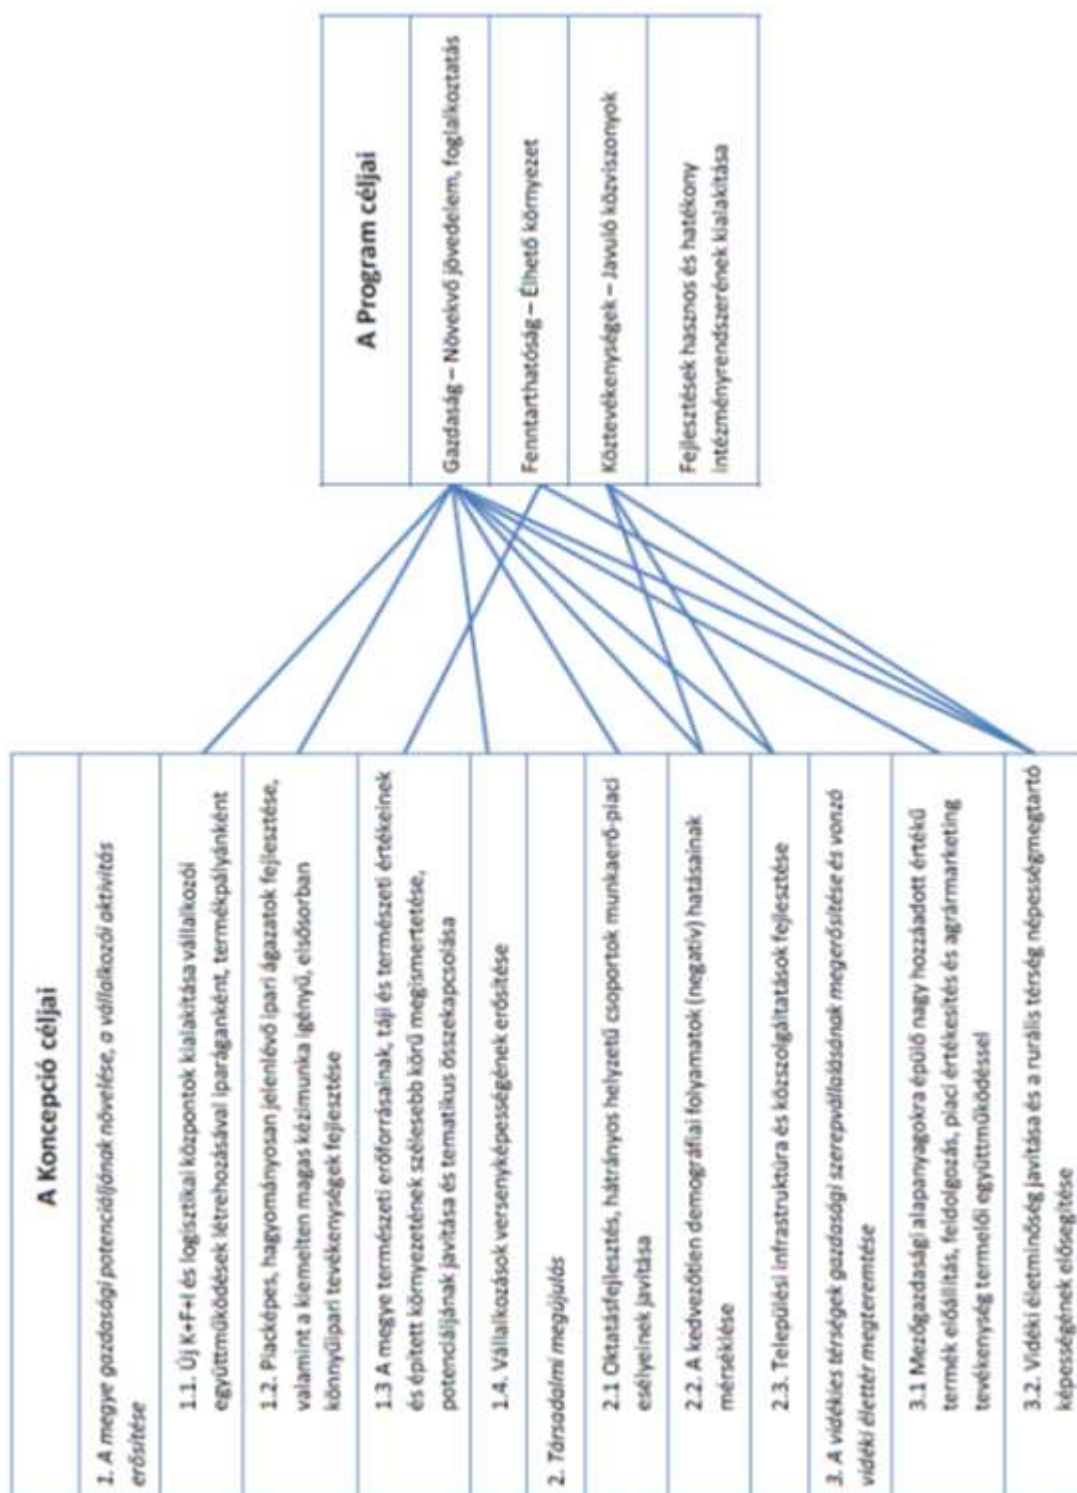 A Koncepció céljai
1. A megye gazdasági potenciáljának növelése, a vállalkozói aktivitás
erősítése
1.1. Új K+F+I és logisztikai központok kialakítása vállalkozói
együttműködések létrehozásával iparáganként, termékpályánként
1.2. Piacképes, hagyományosan jelenlévő ipari ágazatok fejlesztése,
valamint a kiemelten magas kézimunka igényű, elsősorban
könnyűipari tevékenységek fejlesztése
1.3 A megye természeti erőforrásainak, táji és természeti értékeinek
és épített környezetének szélesebb körű megismertetése,
potenciáljának javítása és tematikus összekapcsolása
1.4. Vállalkozások versenyképességének erősítése
2. Társadalmi megújulás
2.1 Oktatásfejlesztés, hátrányos helyzetű csoportok munkaerő-piaci
esélyeinek javítása
2.2. A kedvezőtlen demográfiai folyamatok (negatív) hatásainak
mérséklése
2.3. Települési infrastruktúra és közszolgáltatások fejlesztése
3. A vidékies térségek gazdasági szerepvállalásának megerősítése és vonzó
vidéki élettér megteremtése
3.1 Mezőgazdasági alapanyagokra épülő nagy hozzáadott értékű
termék előállítás, feldolgozás, piaci értékesítés és agrármarketing
tevékenység termelői együttműködéssel
3.2. Vidéki életminőség javítása és a rurális térség népességmegtartó
képességének elősegítése
A Program céljai
Gazdaság – Növekvő jövedelem, foglalkoztatás
Fenntarthatóság – Élhető környezet
Köztevékenységek – Javuló közviszonyok
Fejlesztések hasznos és hatékony
intézményrendszerének kialakítása